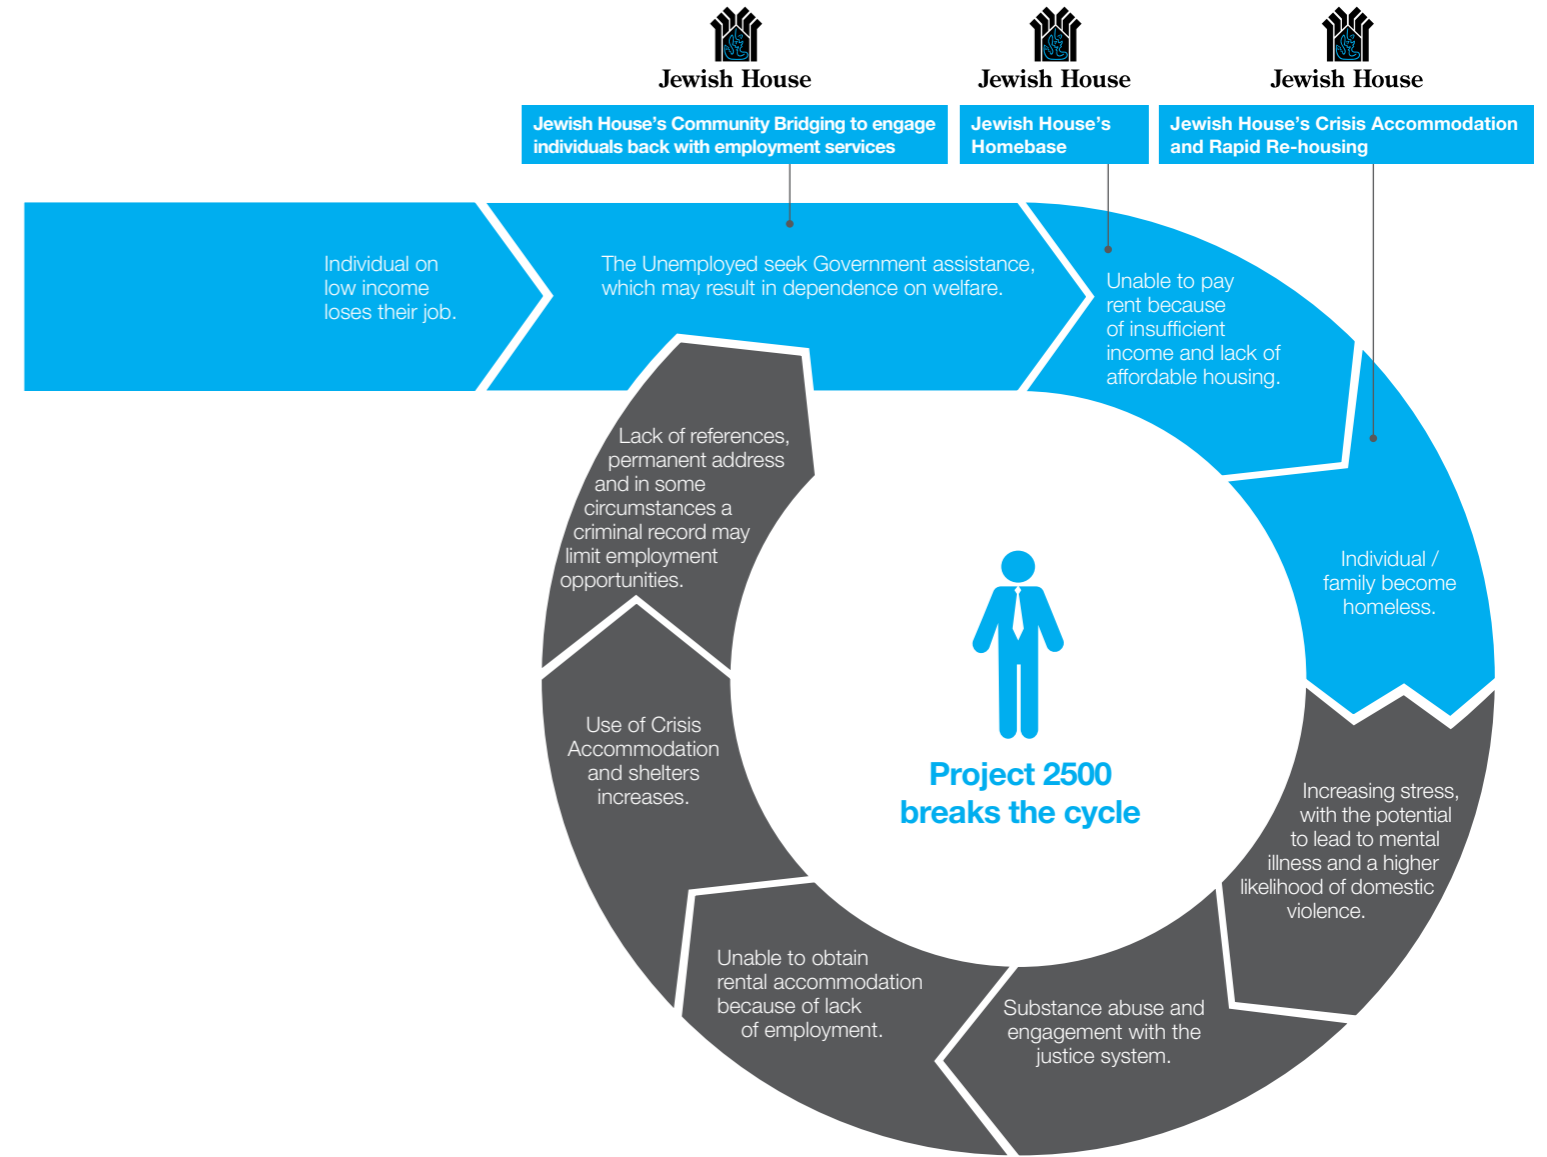 Jewish House
Jewish House
Jewish House
Jewish House's Community Bridging to engage
individuals back with employment services
Jewish House's
Homebase
Jewish House's Crisis Accommodation
and Rapid Re-housing
Individual on
low income
loses their job.
The Unemployed seek Government assistance,
which may result in dependence on welfare.
Unable to pay
rent because
of insufficient
income and lack of
affordable housing.
Individual /
family become
homeless.
Increasing stress,
with the potential
to lead to mental
illness and a higher
likelihood of domestic
violence.
Substance abuse and
engagement with the
justice system.
Unable to obtain
rental accommodation
because of lack
of employment.
Use of Crisis
Accommodation
and shelters
increases.
Lack of references,
permanent address
and in some
circumstances a
criminal record may
limit employment
opportunities.
Project 2500
breaks the cycle